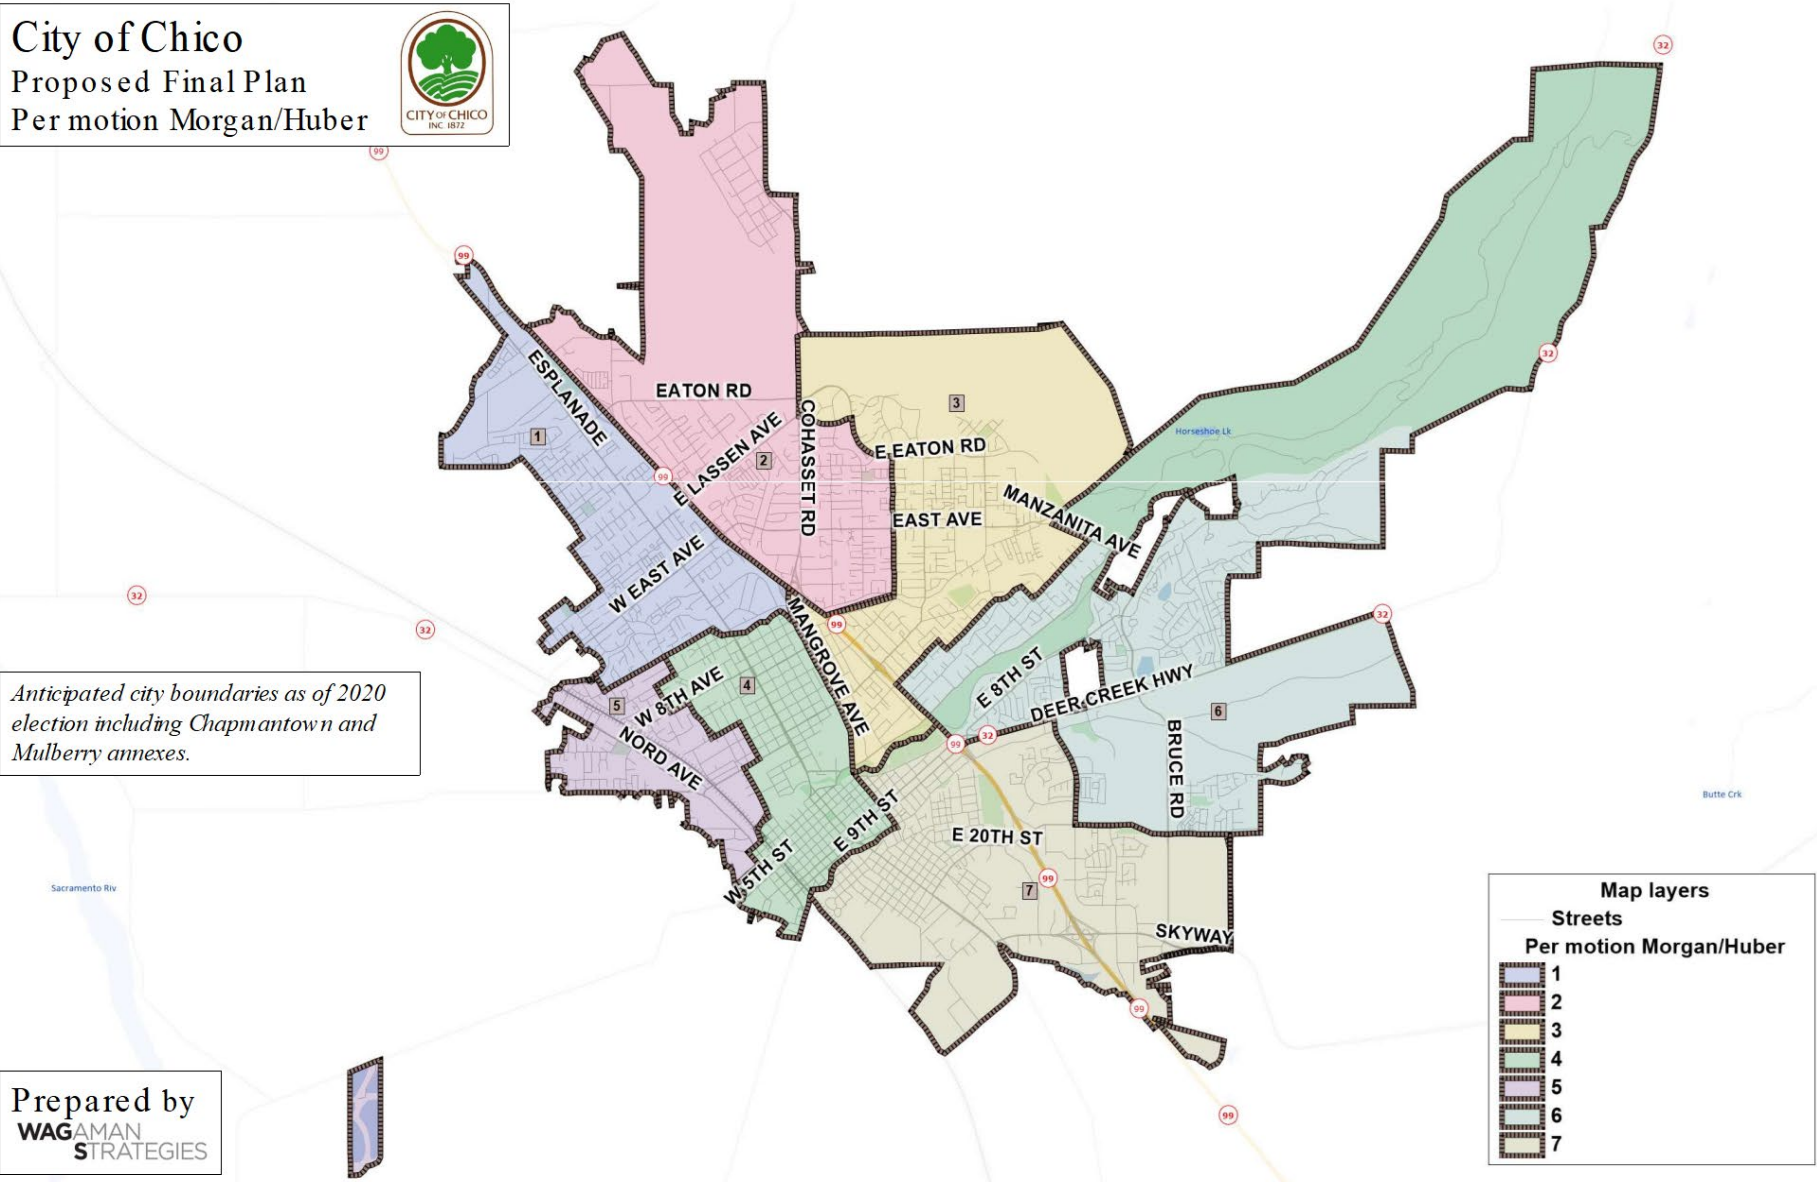 City of Chico
Proposed Final Plan
Per motion Morgan/Huber
CITY OF CHICO
INC. 1872
32
99
99
32
ESPLANADE
EATON RD
COHASSET RD
3
1
E LASSEN AVE
2
E EATON RD
Horseshoe Lk
99
MANZANITA AVE
EAST AVE
W EAST AVE
32
32
MANGROVE AVE
99
32
Anticipated city boundaries as of 2020
election including Chapmantown and
Mulberry annexes.
W 8TH AVE
4
5
E 8TH ST
DEER CREEK HWY
6
NORD AVE
99
32
BRUCE RD
Butte Crk
E 9TH ST
E 20TH ST
W 5TH ST
99
7
Sacramento Riv
SKYWAY
99
99
Map layers
Streets
Per motion Morgan/Huber
1
2
3
4
5
6
7
Prepared by
WAGAMAN
STRATEGIES